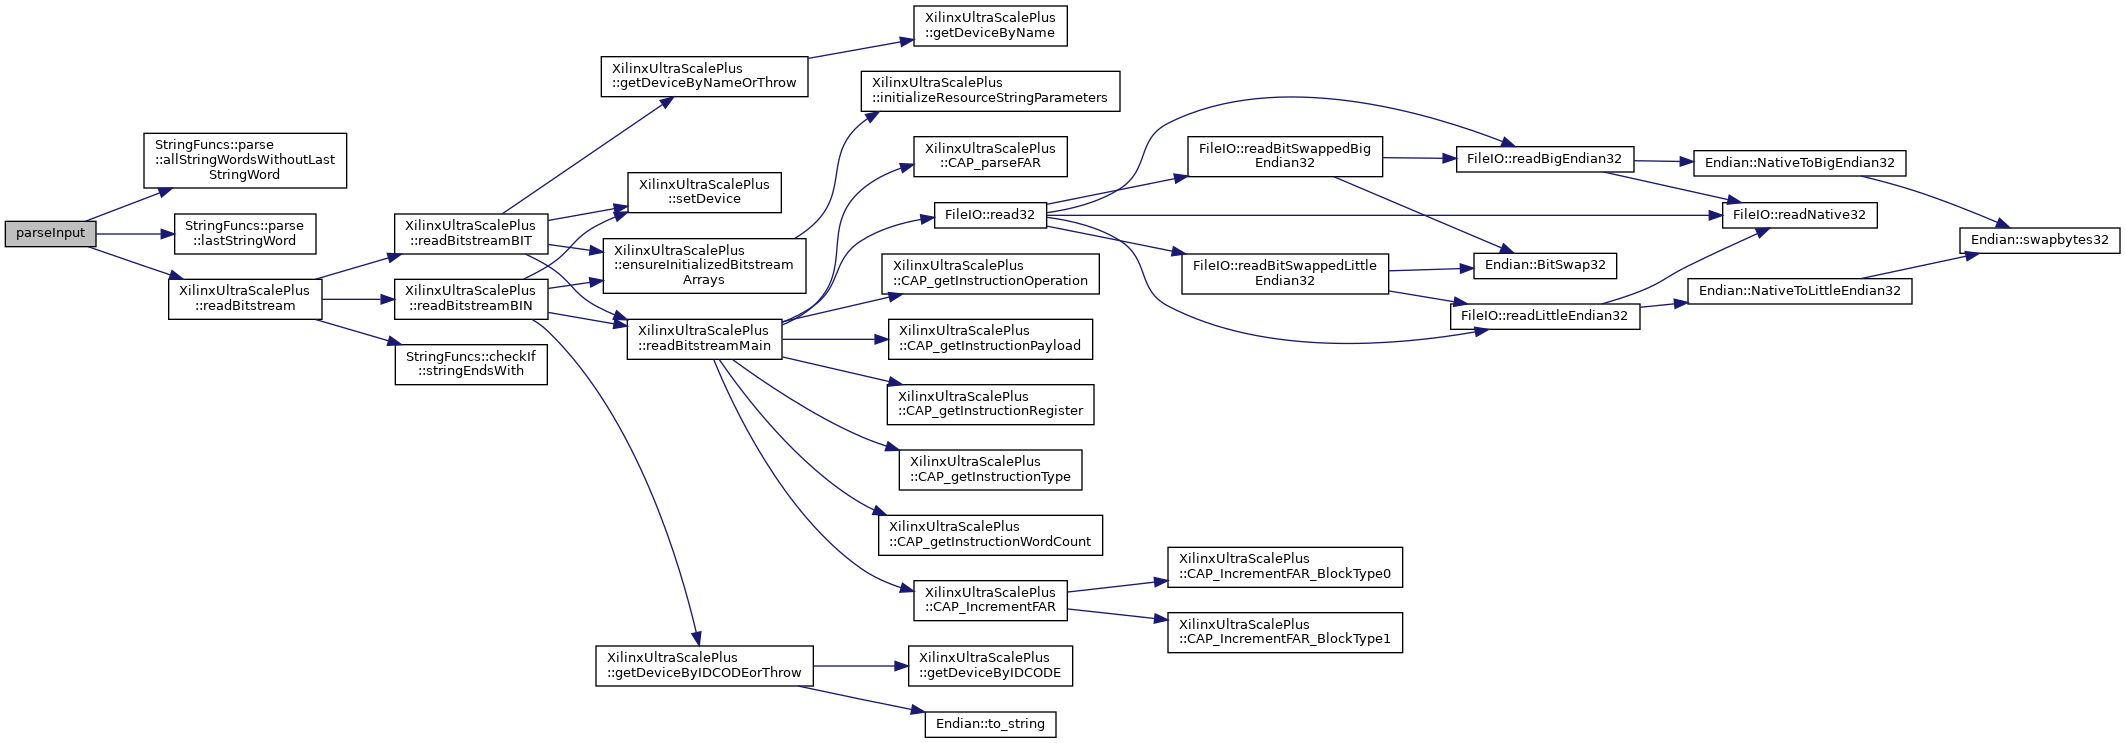 parseInput
StringFuncs::parse
::allStringWordsWithoutLast
StringWord
StringFuncs::parse
::lastStringWord
XilinxUltraScalePlus
::readBitstream
XilinxUltraScalePlus
::readBitstreamBIT
XilinxUltraScalePlus
::readBitstreamBIN
StringFuncs::checkIf
::stringEndsWith
XilinxUltraScalePlus
::getDeviceByNameOrThrow
XilinxUltraScalePlus
::setDevice
XilinxUltraScalePlus
::ensureInitializedBitstream
Arrays
XilinxUltraScalePlus
::readBitstreamMain
XilinxUltraScalePlus
::getDeviceByIDCODEorThrow
XilinxUltraScalePlus
::getDeviceByName
XilinxUltraScalePlus
::initializeResourceStringParameters
XilinxUltraScalePlus
::CAP_parseFAR
FileIO::read32
XilinxUltraScalePlus
::CAP_getInstructionOperation
XilinxUltraScalePlus
::CAP_getInstructionPayload
XilinxUltraScalePlus
::CAP_getInstructionRegister
XilinxUltraScalePlus
::CAP_getInstructionType
XilinxUltraScalePlus
::CAP_getInstructionWordCount
XilinxUltraScalePlus
::CAP_IncrementFAR
XilinxUltraScalePlus
::getDeviceByIDCODE
Endian::to_string
FileIO::readBitSwappedBig
Endian32
FileIO::readBitSwappedLittle
Endian32
XilinxUltraScalePlus
::CAP_IncrementFAR_BlockType0
XilinxUltraScalePlus
::CAP_IncrementFAR_BlockType1
FileIO::readBigEndian32
Endian::BitSwap32
FileIO::readLittleEndian32
Endian::NativeToBigEndian32
FileIO::readNative32
Endian::NativeToLittleEndian32
Endian::swapbytes32